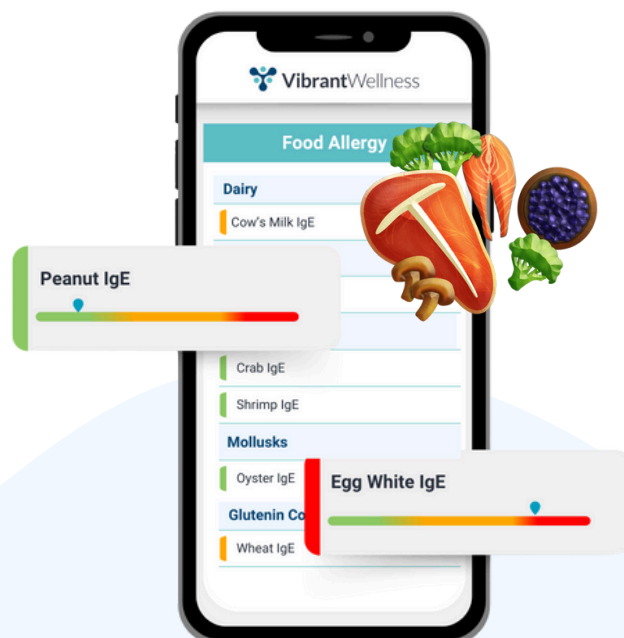 VibrantWellness
Food Allergy
Dairy
Cow's Milk IgE
Peanut IgE
Crab IgE
Shrimp IgE
Mollusks
Oyster IgE
Egg White IgE
Glutenin Co
Wheat IgE